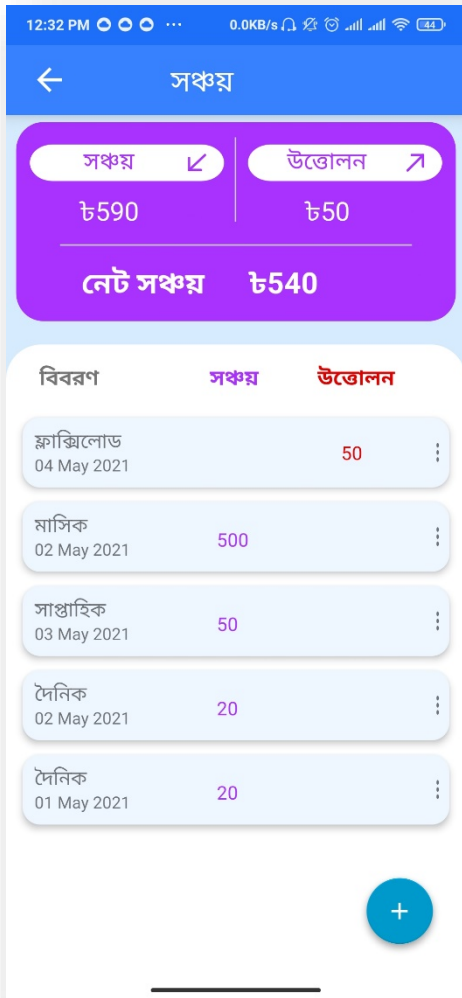 12:32 PM ... 0.0KB/s 44
সঞ্চয়
সঞ্চয় উত্তোলন
৳590 ৳50
নেট সঞ্চয় ৳540
বিবরণ সঞ্চয় উত্তোলন
ফ্লাক্সিলোড
04 May 2021
50
মাসিক
02 May 2021
500
সাপ্তাহিক
03 May 2021
50
দৈনিক
02 May 2021
20
দৈনিক
01 May 2021
20
+